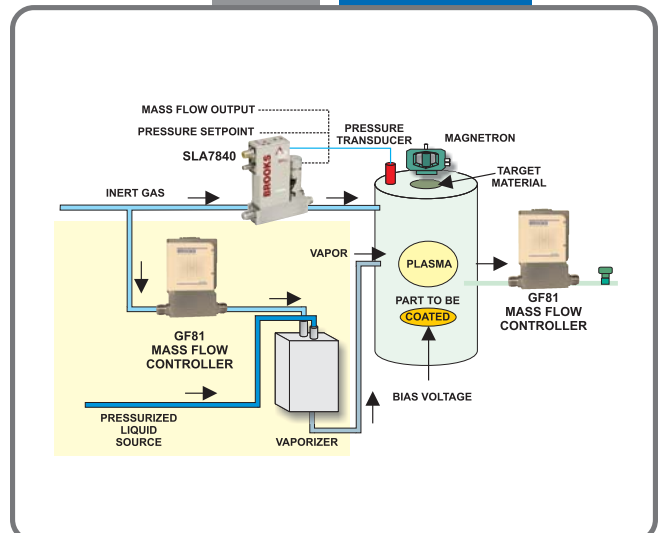 MASS FLOW OUTPUT
PRESSURE SETPOINT
SLA7840
PRESSURE
TRANSDUCER
MAGNETRON
BROOKS
TARGET
MATERIAL
INERT GAS
VAPOR
PLASMA
PART TO BE
COATED
GF81
MASS FLOW
CONTROLLER
GF81
MASS FLOW
CONTROLLER
BIAS VOLTAGE
PRESSURIZED
LIQUID
SOURCE
VAPORIZER